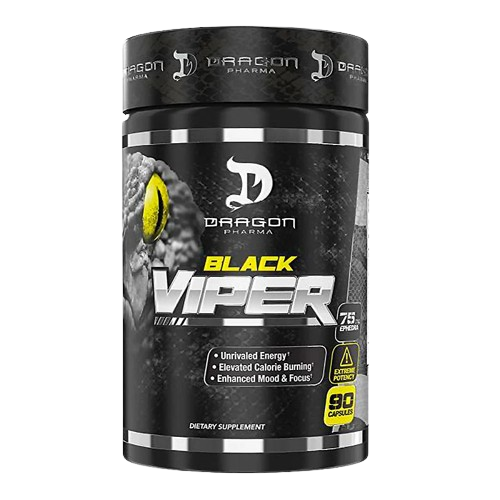 DRAGON
PHARMA
DRAGON
PHARMA
BLACK
VIPER
• Unrivaled Energy†
• Elevated Calorie Burning†
• Enhanced Mood & Focus†
75
EPHEDRA
EXTREME
POTENCY
90
CAPSULES
DIETARY SUPPLEMENT